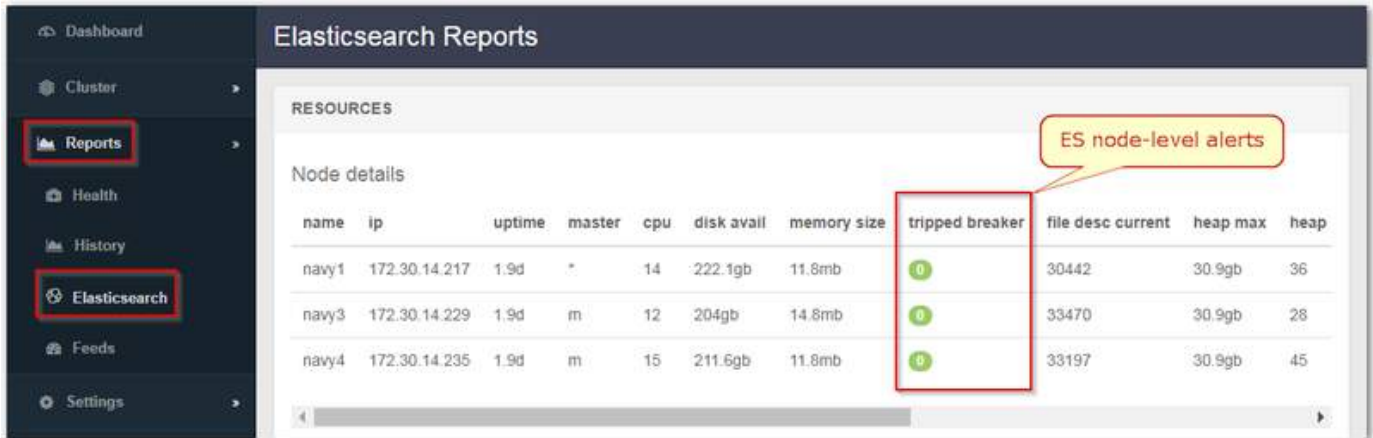 Dashboard
Cluster
Reports
Health
History
Elasticsearch
Feeds
Settings
Elasticsearch Reports
RESOURCES
ES node-level alerts
Node details
name ip uptime master cpu disk avail memory size tripped breaker file desc current heap max heap
navy1 172.30.14.217 1.9d * 14 222.1gb 11.8mb 0 30442 30.9gb 36
navy3 172.30.14.229 1.9d m 12 204gb 14.8mb 0 33470 30.9gb 28
navy4 172.30.14.235 1.9d m 15 211.6gb 11.8mb 0 33197 30.9gb 45